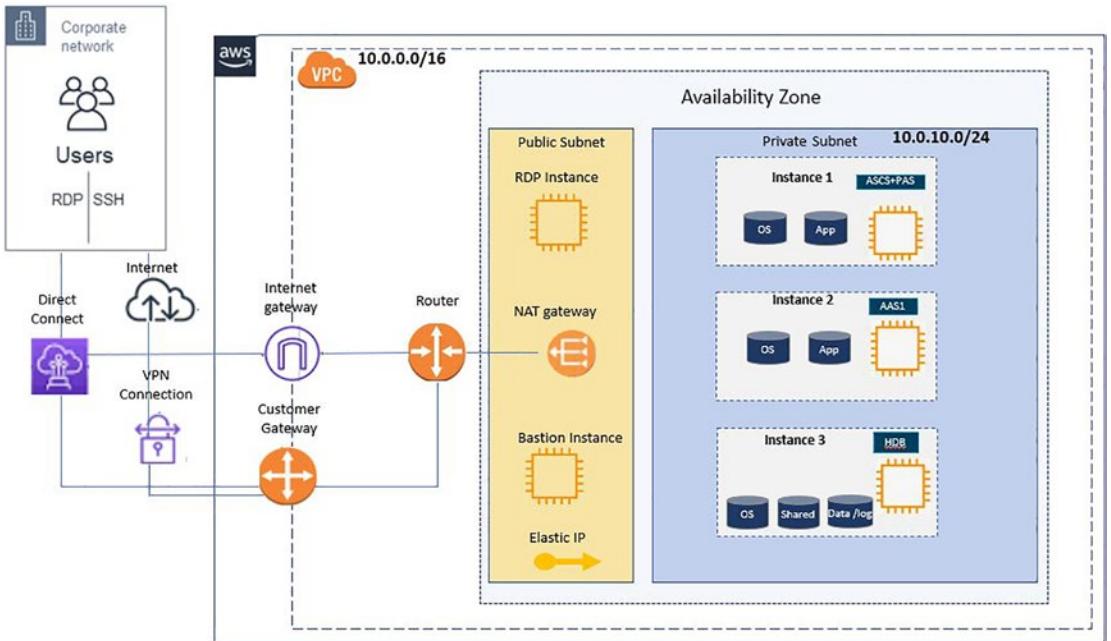 Corporate
network
Users
RDP SSH
Internet
Direct
Connect
VPN
Connection
aws
VPC
10.0.0.0/16
Internet
gateway
Router
Customer
Gateway
Availability Zone
Public Subnet
RDP Instance
NAT gateway
Bastion Instance
Elastic IP
Private Subnet
10.0.10.0/24
Instance 1
ASCS+PAS
OS
App
Instance 2
AAS1
OS
App
Instance 3
HDB
OS
Shared
Data /log